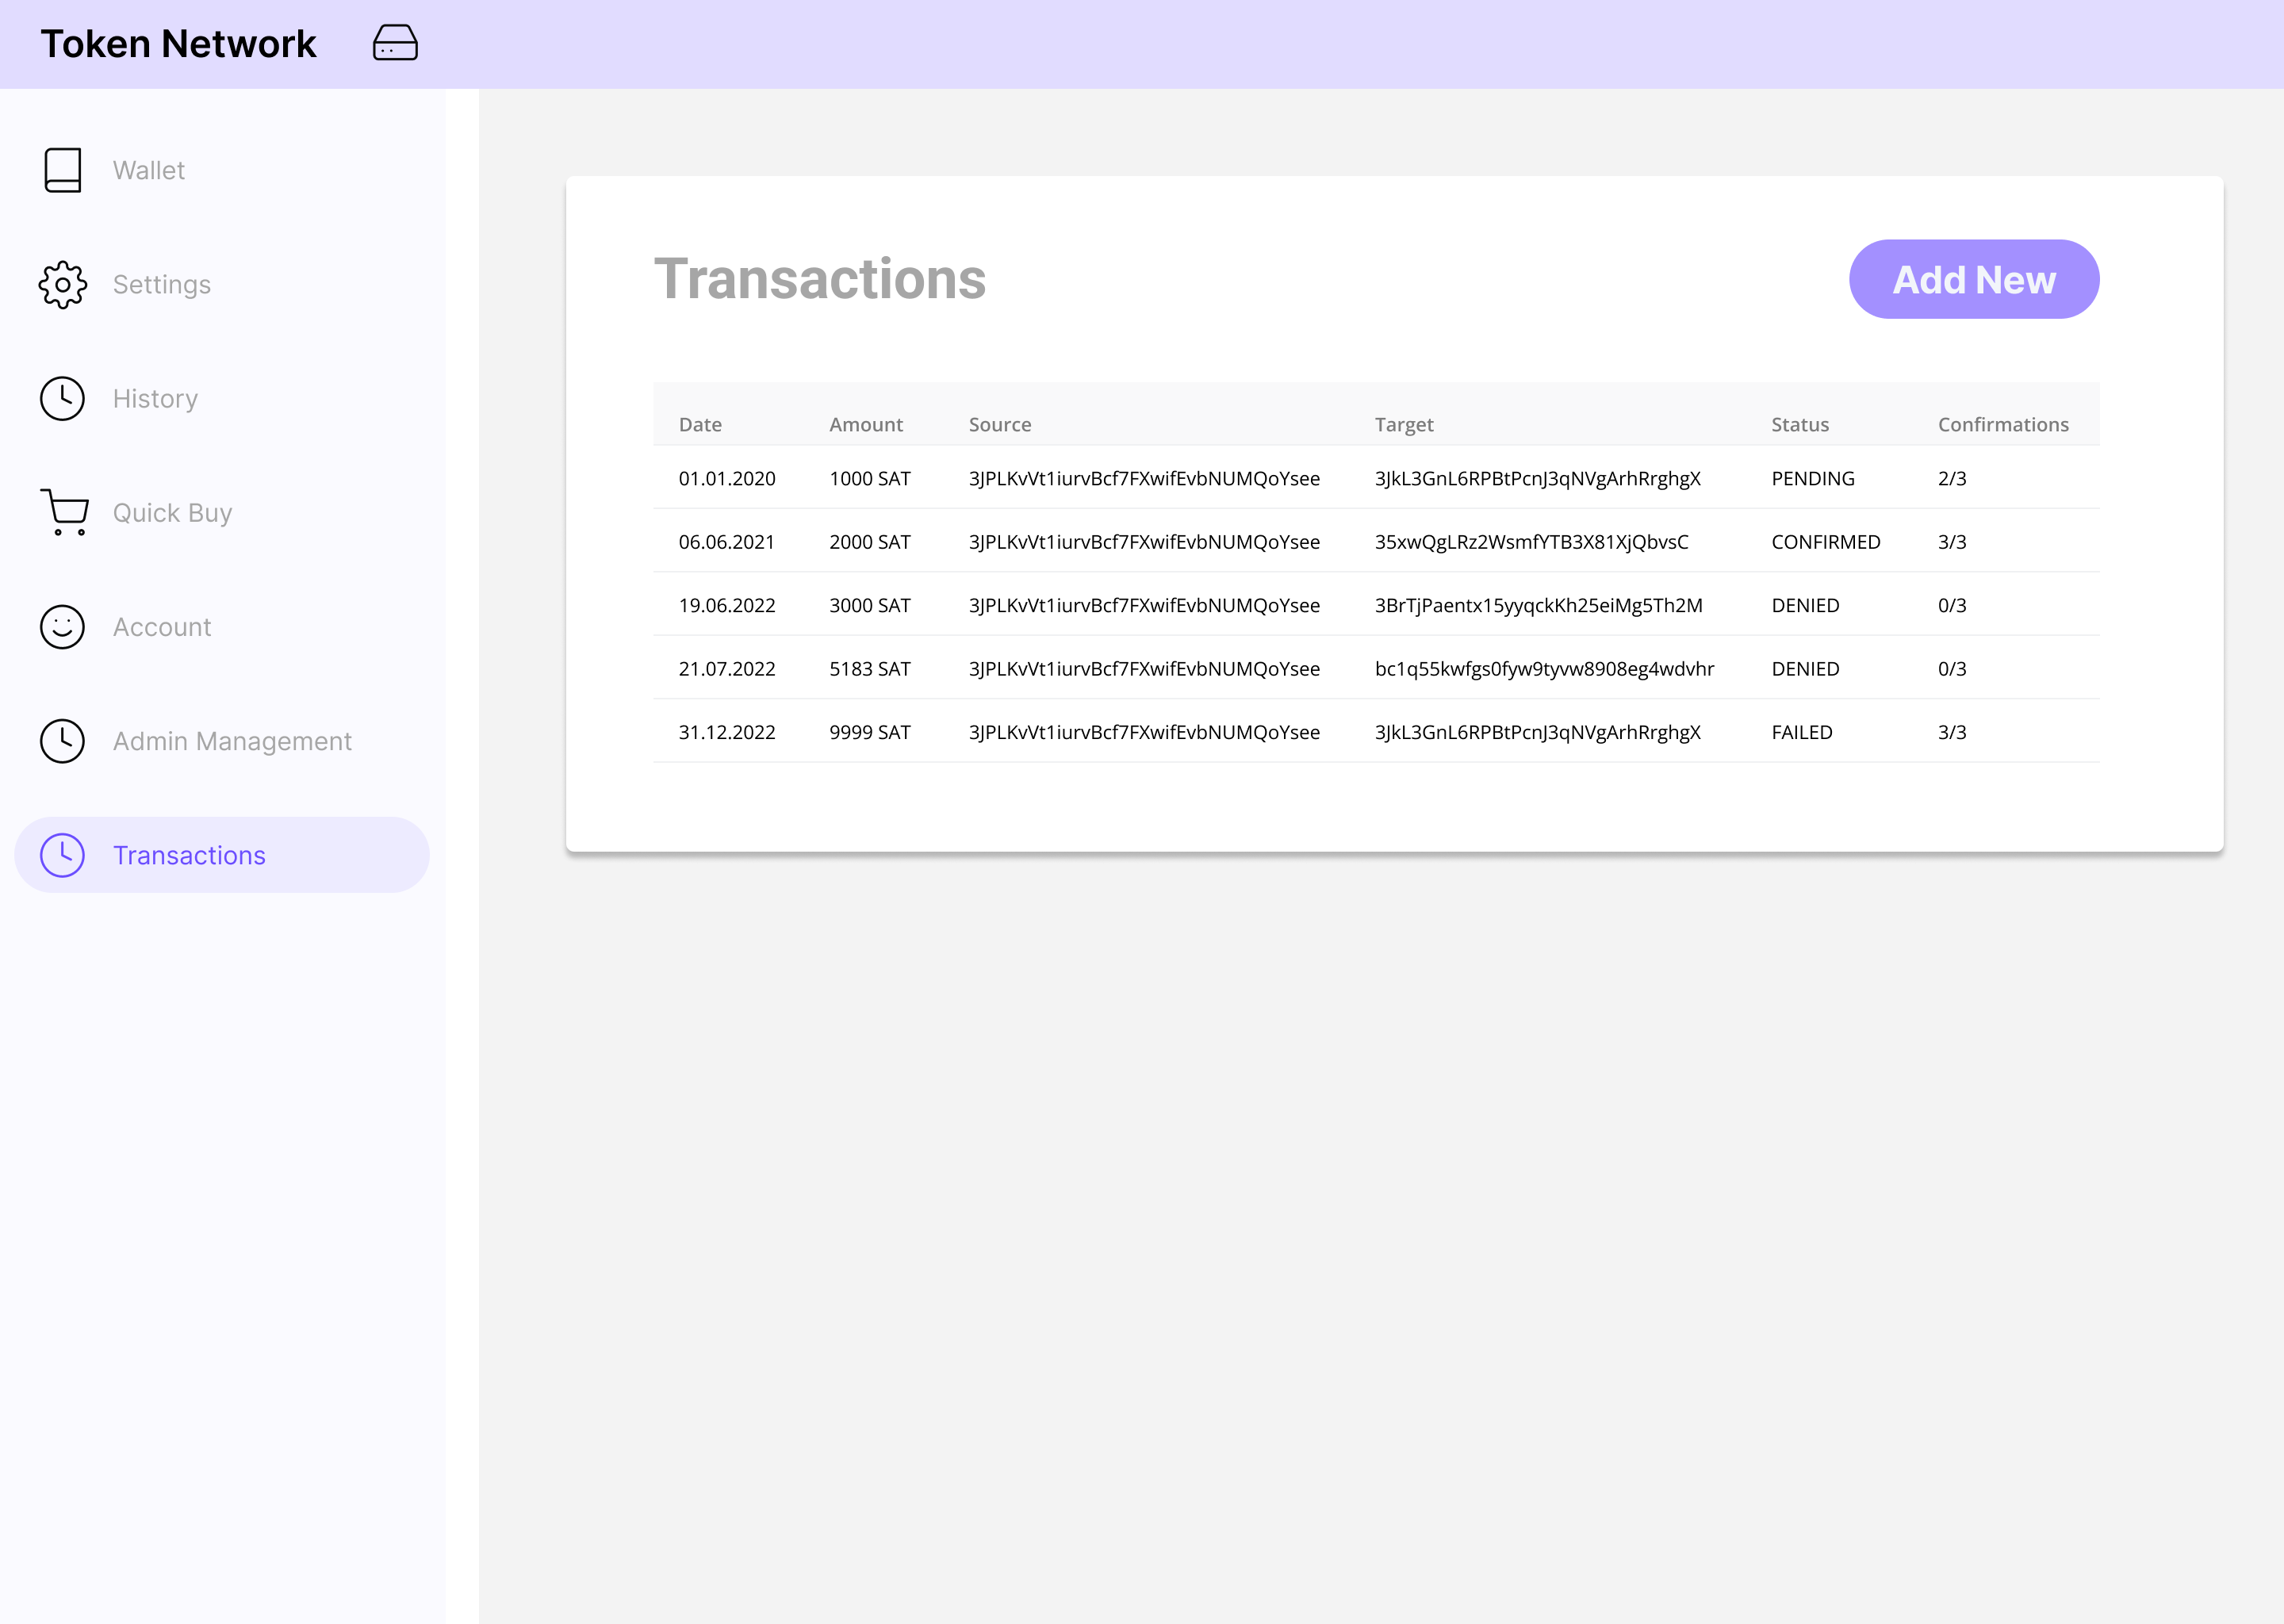 Token Network
Wallet
Settings
History
Quick Buy
Account
Admin Management
Transactions
Transactions
Add New
Date Amount Source Target Status Confirmations
01.01.2020 1000 SAT 3JPLKvVt1iurvBcf7FXwifEvbNUMQoYsee 3JkL3GnL6RPBtPcnJ3qNVgArhRrghgX PENDING 2/3
06.06.2021 2000 SAT 3JPLKvVt1iurvBcf7FXwifEvbNUMQoYsee 35xwQgLRz2WsmfYTB3X81XjQbvsC CONFIRMED 3/3
19.06.2022 3000 SAT 3JPLKvVt1iurvBcf7FXwifEvbNUMQoYsee 3BrTjPaentx15yyqckKh25eiMg5Th2M DENIED 0/3
21.07.2022 5183 SAT 3JPLKvVt1iurvBcf7FXwifEvbNUMQoYsee bc1q55kwfgs0fyw9tyvw8908eg4wdvhr DENIED 0/3
31.12.2022 9999 SAT 3JPLKvVt1iurvBcf7FXwifEvbNUMQoYsee 3JkL3GnL6RPBtPcnJ3qNVgArhRrghgX FAILED 3/3